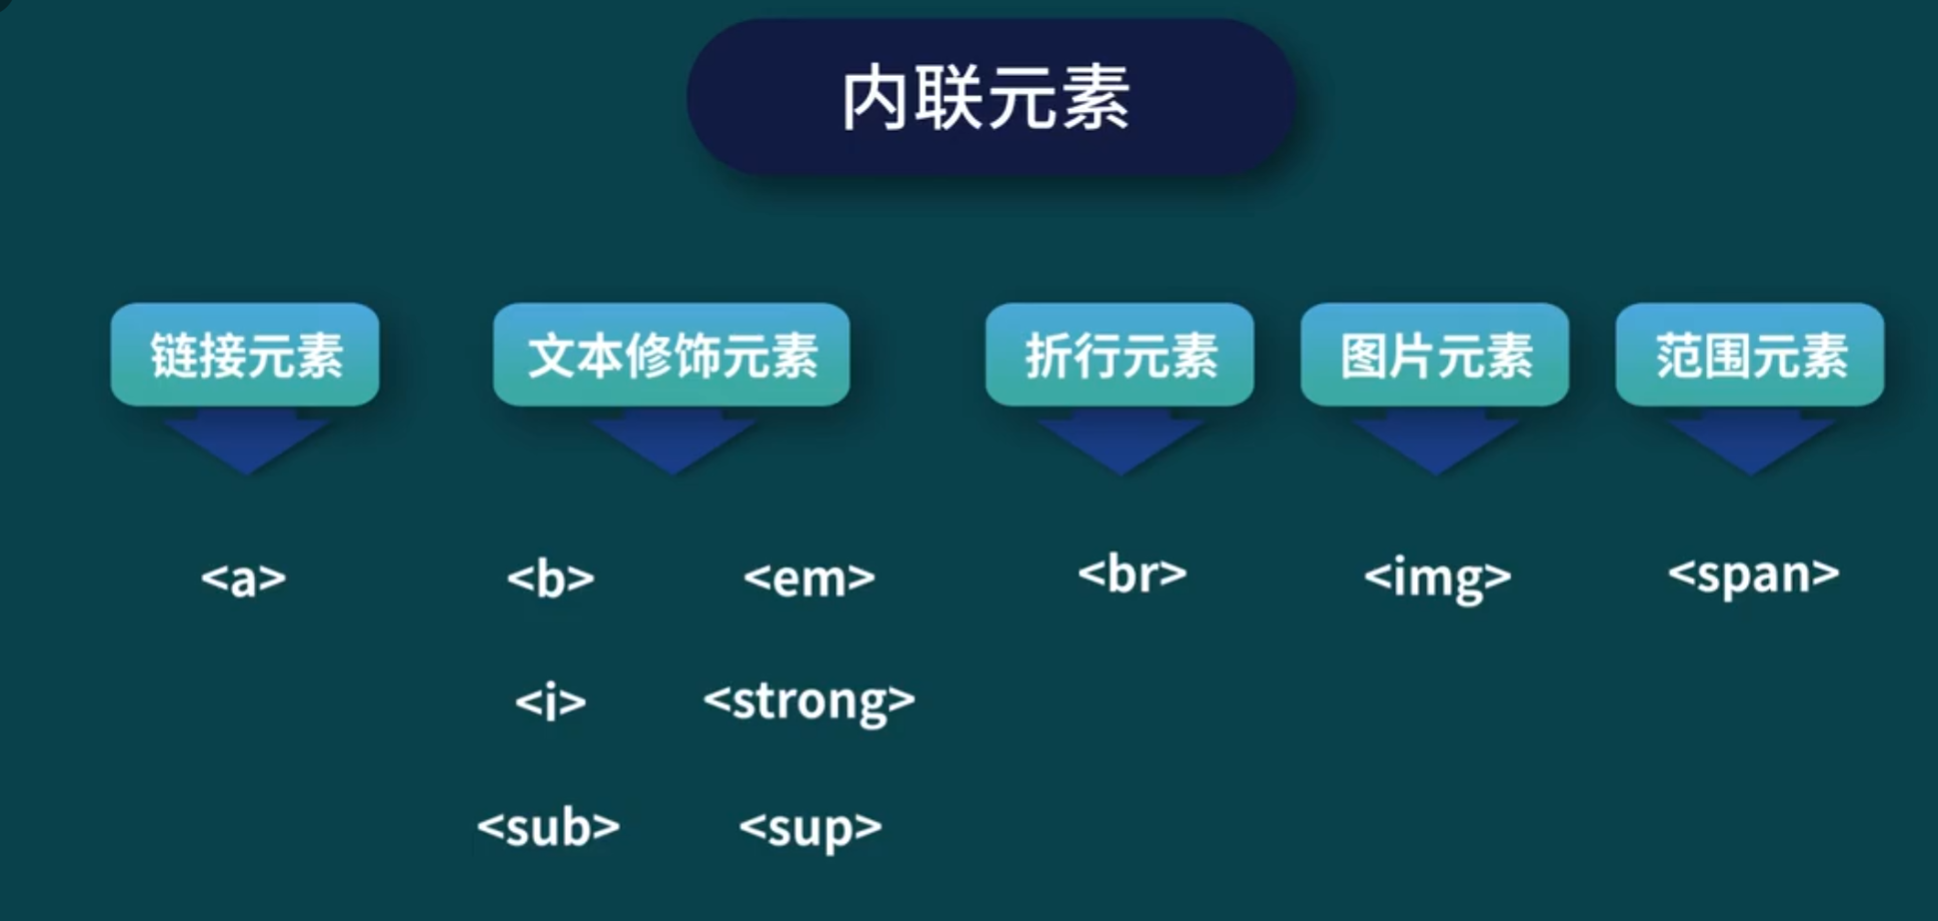 内联元素
链接元素 文本修饰元素 折行元素 图片元素 范围元素
<a> <b> <em> <br> <img> <span>
<i> <strong>
<sub> <sup>